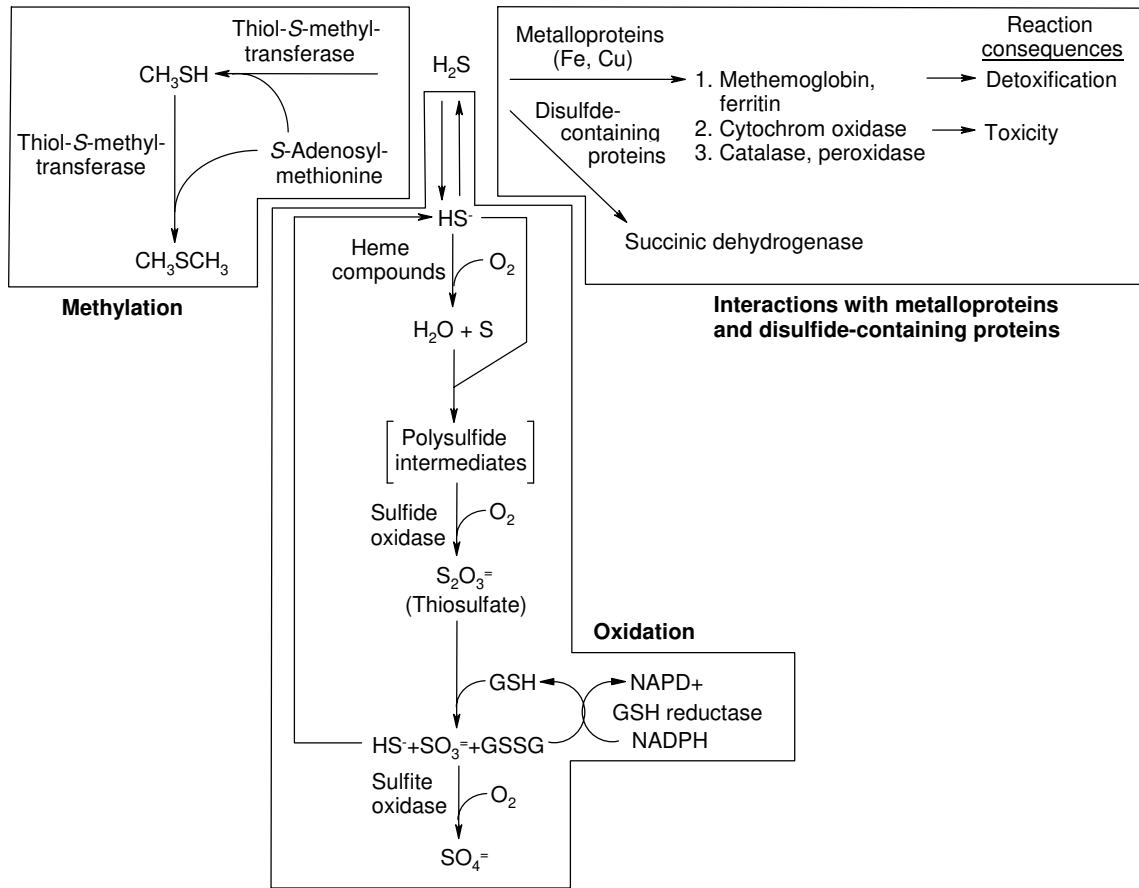 Thiol-S-methyl-
transferase
CH3SH
Thiol-S-methyl-
transferase
S-Adenosyl-
methionine
CH3SCH3
Methylation
H2S
Metalloproteins
(Fe, Cu)
Disulfde-
containing
proteins
1. Methemoglobin,
ferritin
2. Cytochrom oxidase
3. Catalase, peroxidase
Reaction
consequences
Detoxification
Toxicity
Succinic dehydrogenase
Interactions with metalloproteins
and disulfide-containing proteins
HS-
Heme
compounds
O2
H2O + S
Polysulfide
intermediates
Sulfide
oxidase
O2
S2O3=
(Thiosulfate)
Oxidation
GSH
NAPD+
GSH reductase
NADPH
HS-+SO3=+GSSG
Sulfite
oxidase
O2
SO4=